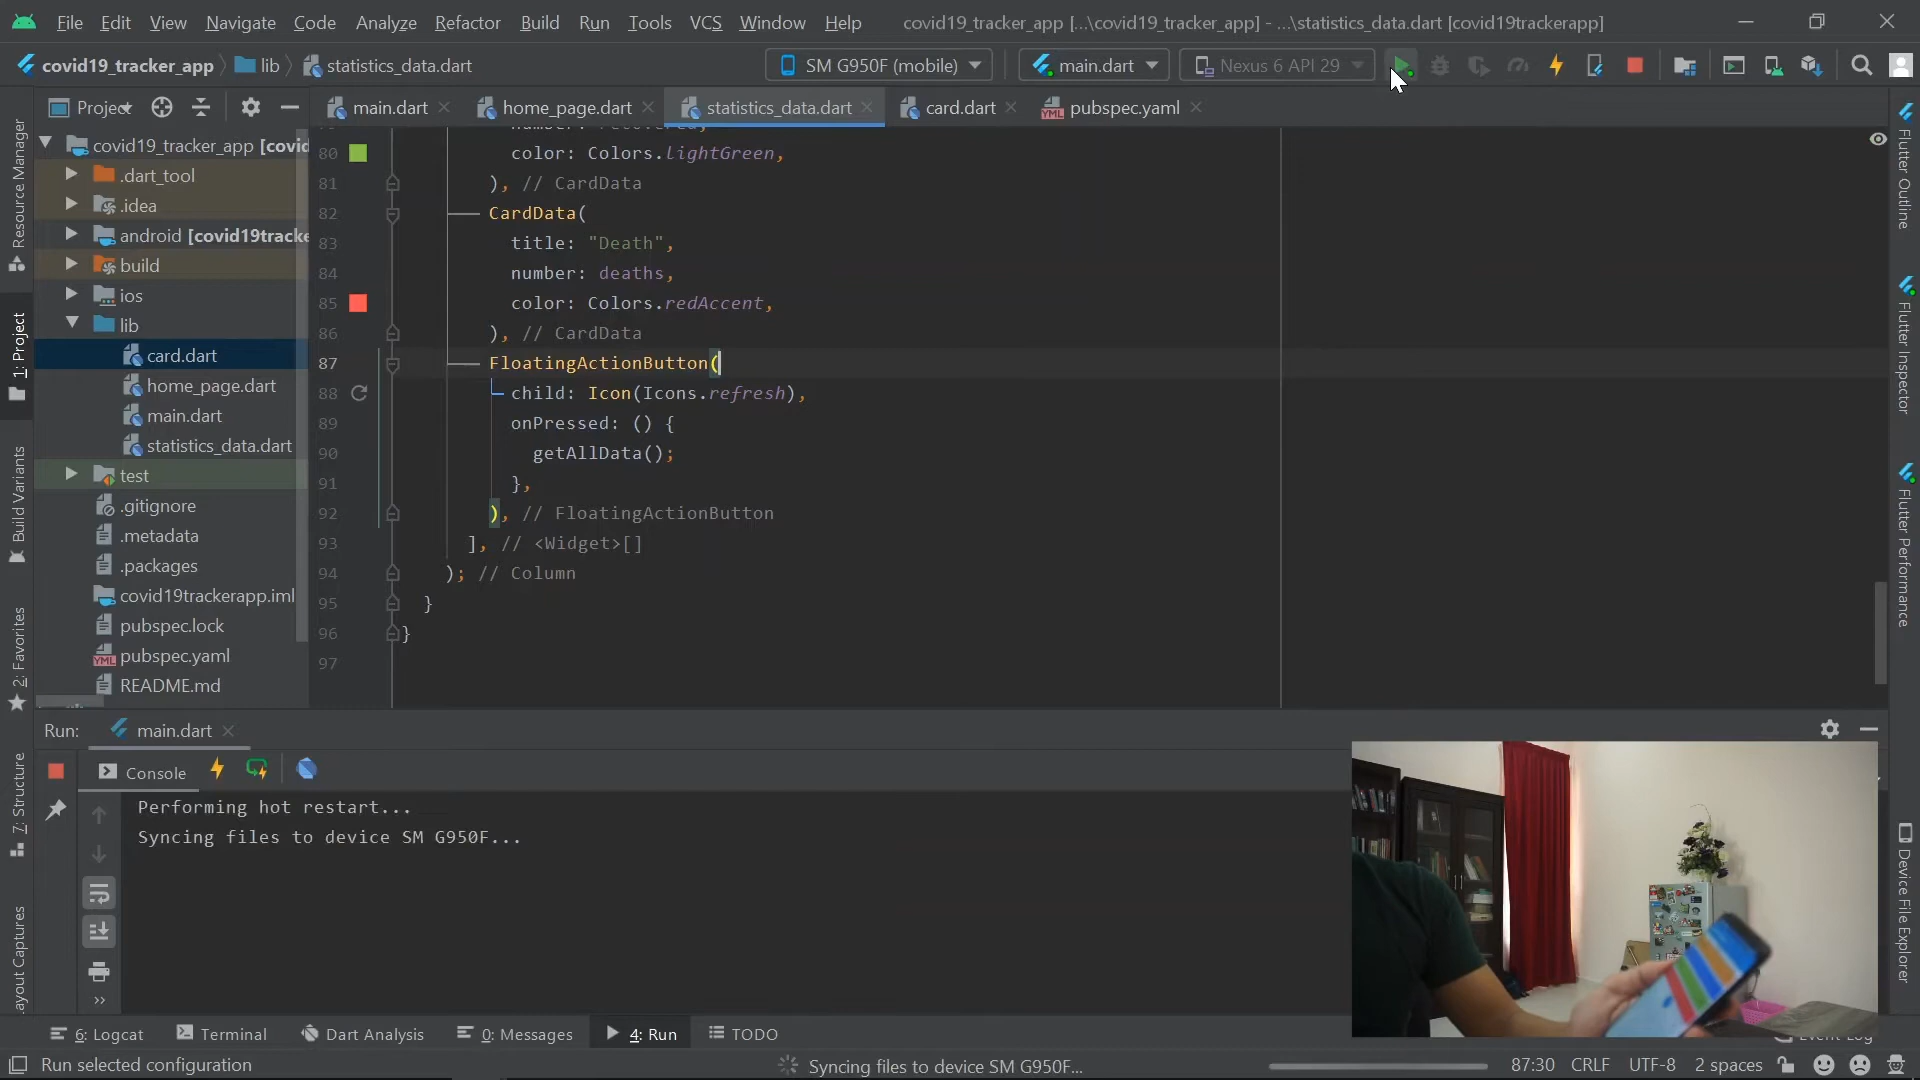 File Edit View Navigate Code Analyze Refactor Build Run Tools VCS Window Help covid19_tracker_app [...\covid19_tracker_app] - ...\statistics_data.dart [covid19trackerapp]
covid19_tracker_app lib statistics_data.dart SM G950F (mobile) main.dart Nexus 6 API 29
Project main.dart home_page.dart statistics_data.dart card.dart pubspec.yaml
covid19_tracker_app [covid
.dart_tool
.idea
android [covid19tracke
build
ios
lib
card.dart
home_page.dart
main.dart
statistics_data.dart
test
.gitignore
.metadata
.packages
covid19trackerapp.iml
pubspec.lock
pubspec.yaml
README.md
80 color: Colors.lightGreen,
81 ), // CardData
82 CardData(
83 title: "Death",
84 number: deaths,
85 color: Colors.redAccent,
86 ), // CardData
87 FloatingActionButton(
88 child: Icon(Icons.refresh),
89 onPressed: () {
90 getAllData();
91 },
92 ), // FloatingActionButton
93 ], // <Widget>[]
94 ); // Column
95 }
96 }
97
Resource Manager
1: Project
Build Variants
2: Favorites
7: Structure
ayout Captures
Flutter Outline
Flutter Inspector
Flutter Performance
Device File Explorer
Run: main.dart
Console
Performing hot restart...
Syncing files to device SM G950F...
6: Logcat Terminal Dart Analysis 0: Messages 4: Run TODO Event Log
Run selected configuration Syncing files to device SM G950F... 87:30 CRLF UTF-8 2 spaces